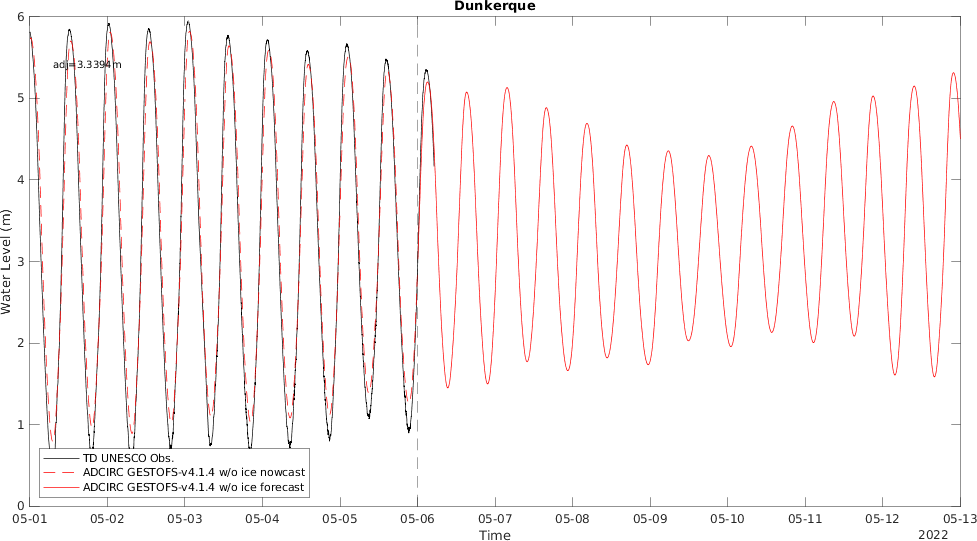 Dunkerque
6
5
4
3
2
1
0
Water Level (m)
adj=3.3394m
TD UNESCO Obs.
ADCIRC GESTOFS-v4.1.4 w/o ice nowcast
ADCIRC GESTOFS-v4.1.4 w/o ice forecast
05-01 05-02 05-03 05-04 05-05 05-06 05-07 05-08 05-09 05-10 05-11 05-12 05-13
Time
2022